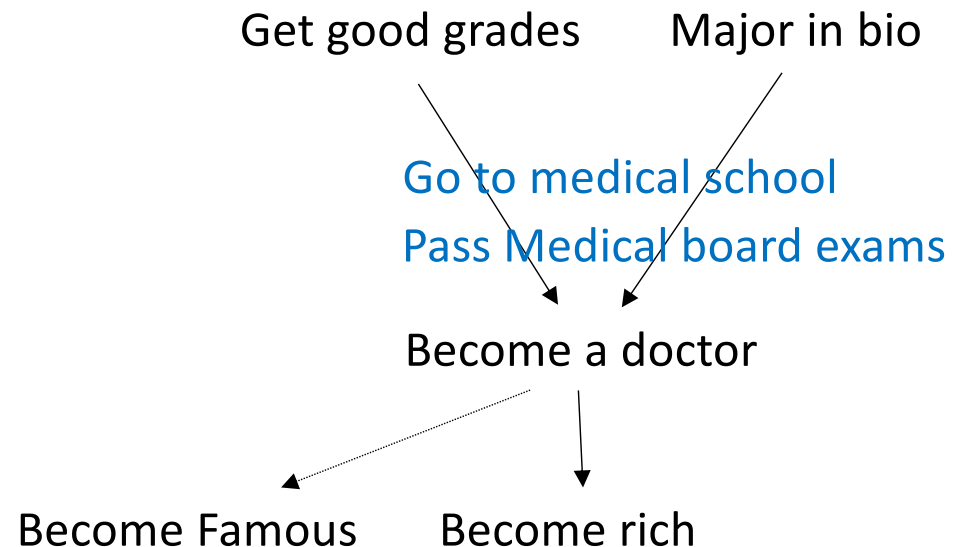 Get good grades Major in bio
Go to medical school
Pass Medical board exams
Become a doctor
Become Famous Become rich